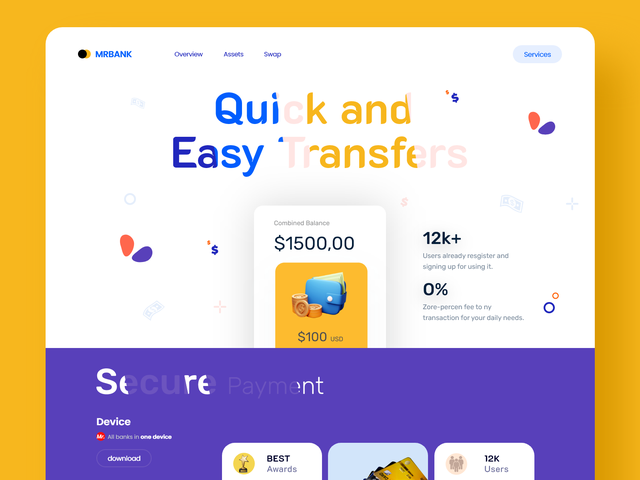 MRBANK
Overview Assets Swap
Services
Quick and
Easy Transfers
Combined Balance
$1500,00
$100 USD
12k+
Users already resgister and
signing up for using it.
0%
Zore-percen fee to ny
transaction for your daily needs.
Secure Payment
Device
Mr. All banks in one device
download
BEST
Awards
12K
Users